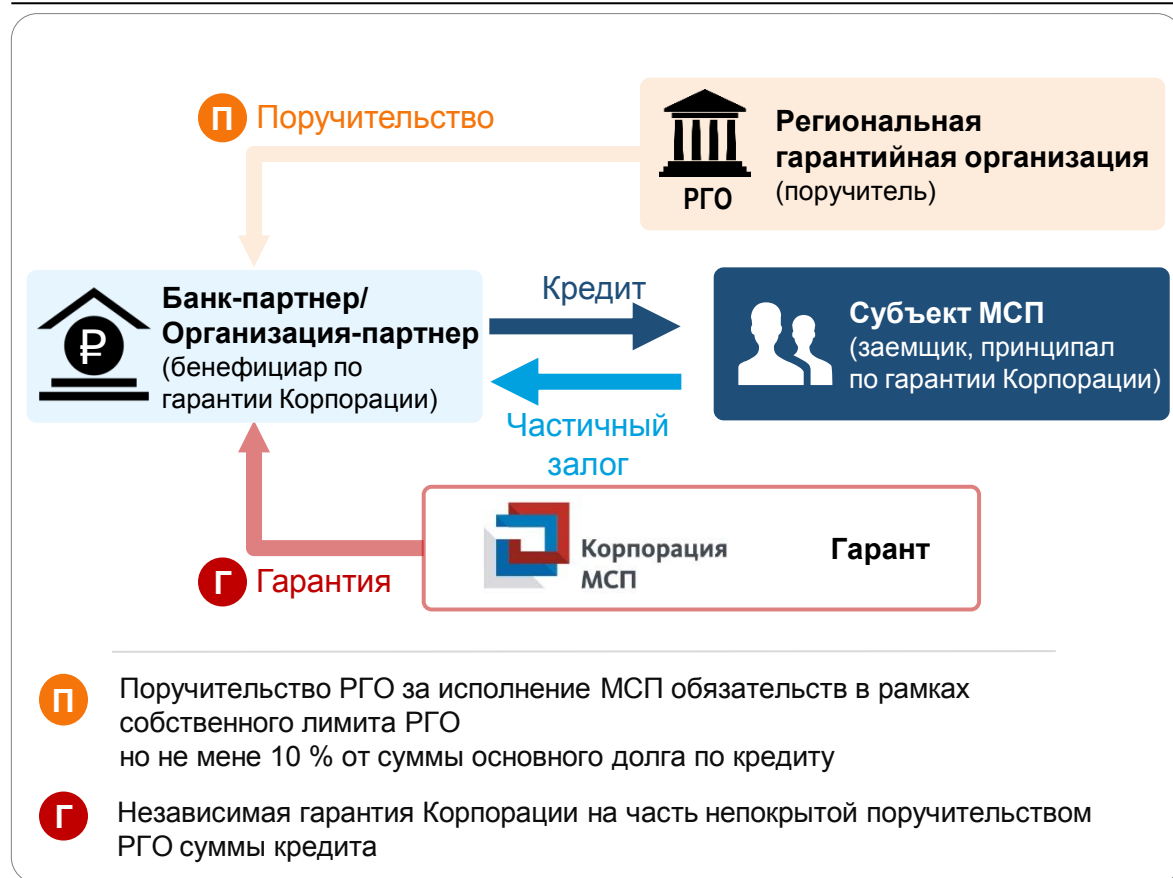 П Поручительство
Региональная
гарантийная организация
(поручитель)
РГО
Банк-партнер/
Организация-партнер
(бенефициар по
гарантии Корпорации)
₽
Кредит
Субъект МСП
(заемщик, принципал
по гарантии Корпорации)
Частичный
залог
Корпорация
МСП
Гарант
Г Гарантия
П
Поручительство РГО за исполнение МСП обязательств в рамках
собственного лимита РГО
но не мене 10 % от суммы основного долга по кредиту
Г
Независимая гарантия Корпорации на часть непокрытой поручительством
РГО суммы кредита